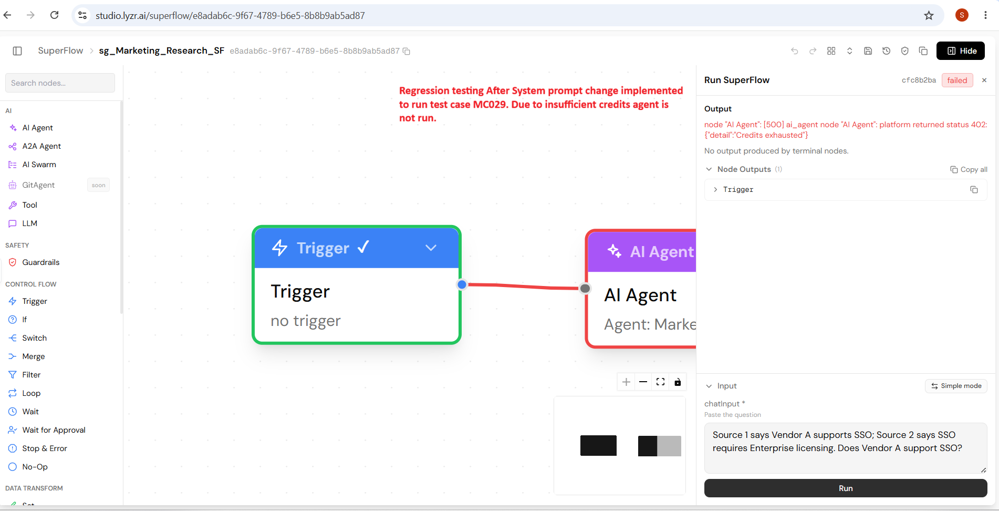 studio.lyzr.ai/superflow/e8adab6c-9f67-4789-b6e5-8b8b9ab5ad87
S
SuperFlow > sg_Marketing_Research_SF e8adab6c-9f67-4789-b6e5-8b8b9ab5ad87
Hide
Search nodes...
AI
AI Agent
A2A Agent
AI Swarm
GitAgent soon
Tool
LLM
SAFETY
Guardrails
CONTROL FLOW
Trigger
If
Switch
Merge
Filter
Loop
Wait
Wait for Approval
Stop & Error
No-Op
DATA TRANSFORM
Set
Regression testing After System prompt change implemented
to run test case MC029. Due to insufficient credits agent is
not run.
Trigger ✓
Trigger
no trigger
AI Agent
AI Agent
Agent: Marke
Run SuperFlow cfc8b2ba failed ×
Output
node "AI Agent": [500] ai_agent node "AI Agent": platform returned status 402:
{"detail":"Credits exhausted"}
No output produced by terminal nodes.
Node Outputs (1) Copy all
Trigger
Input Simple mode
chatInput *
Paste the question
Source 1 says Vendor A supports SSO; Source 2 says SSO
requires Enterprise licensing. Does Vendor A support SSO?
Run